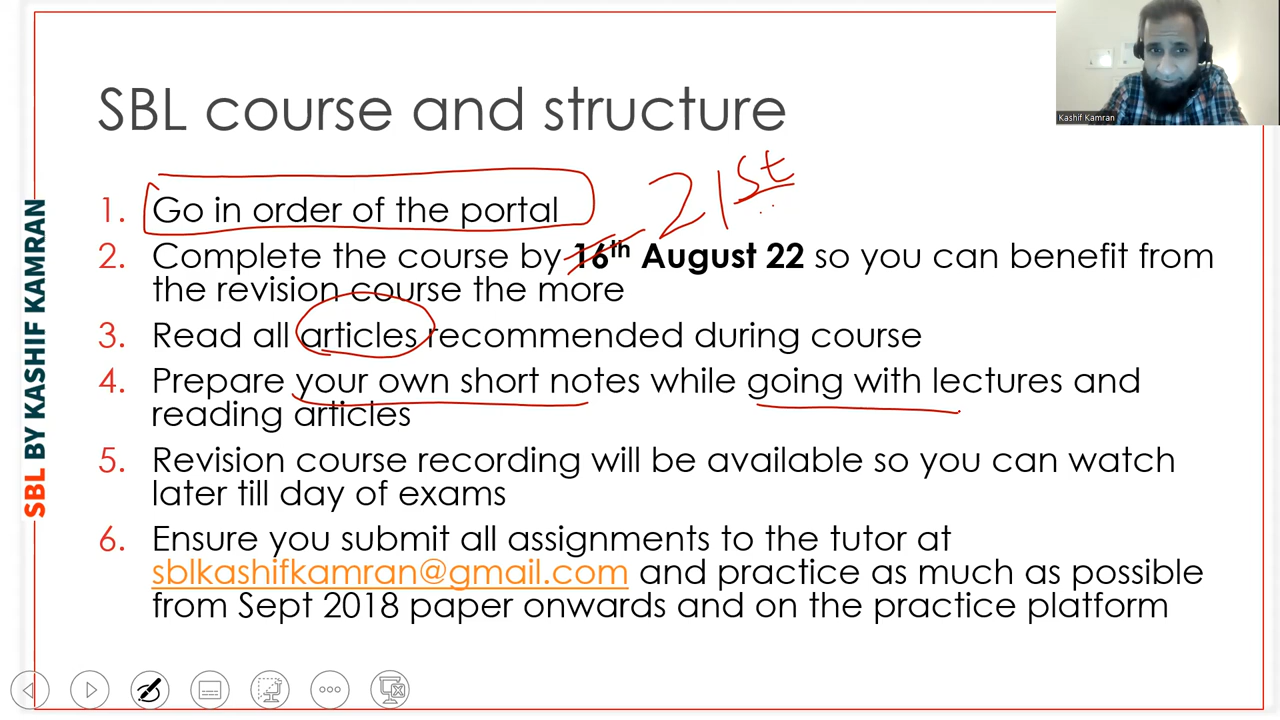 Kashif Kamran
SBL course and structure
21st
1. Go in order of the portal
2. Complete the course by 16th August 22 so you can benefit from
the revision course the more
3. Read all articles recommended during course
4. Prepare your own short notes while going with lectures and
reading articles
5. Revision course recording will be available so you can watch
later till day of exams
6. Ensure you submit all assignments to the tutor at
sblkashifkamran@gmail.com and practice as much as possible
from Sept 2018 paper onwards and on the practice platform
SBL BY KASHIF KAMRAN